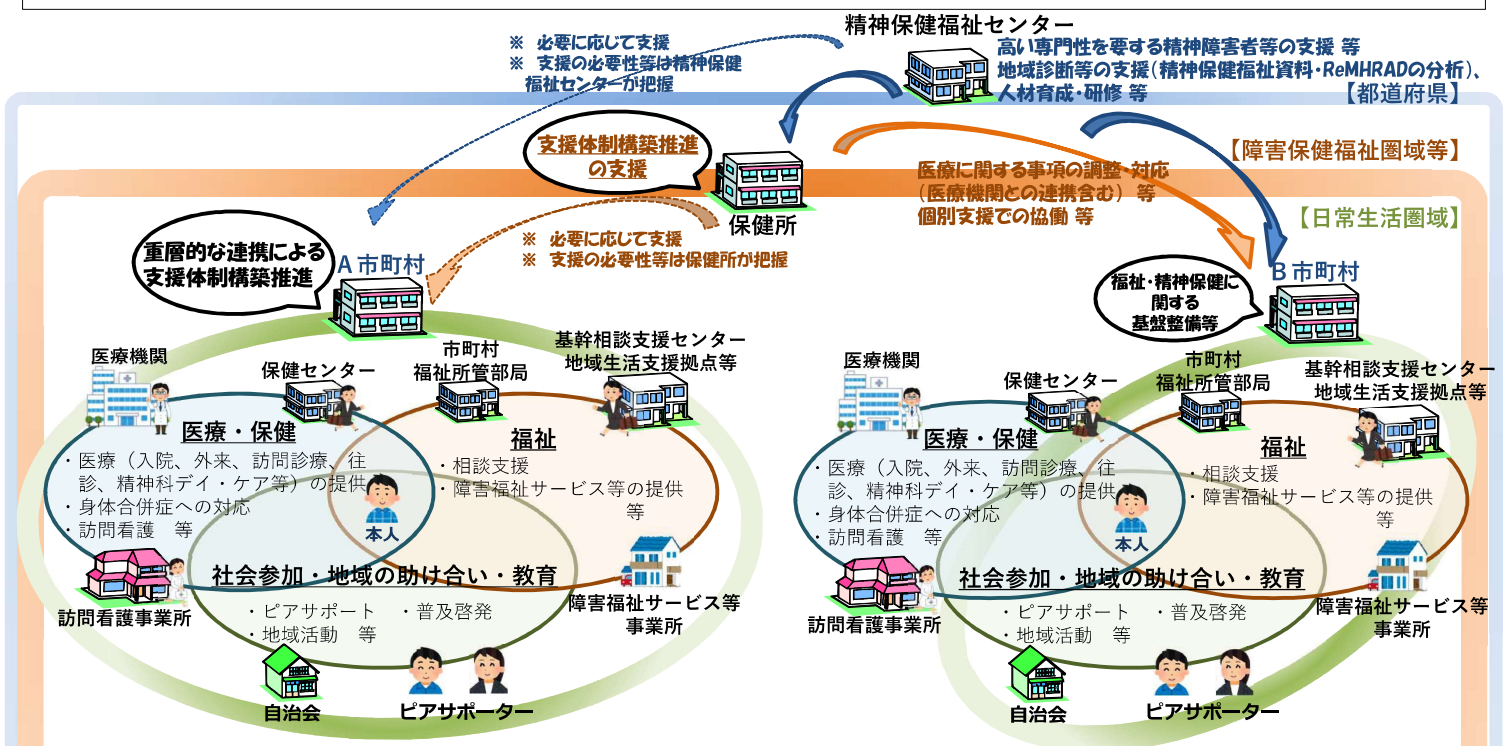 精神保健福祉センター
※ 必要に応じて支援
※ 支援の必要性等は精神保健
福祉センターが把握
高い専門性を要する精神障害者等の支援 等
地域診断等の支援(精神保健福祉資料・ReMHRADの分析)、
人材育成・研修 等
【都道府県】
支援体制構築推進
の支援
保健所
【障害保健福祉圏域等】
医療に関する事項の調整・対応
(医療機関との連携含む) 等
個別支援での協働 等
【日常生活圏域】
※ 必要に応じて支援
※ 支援の必要性等は保健所が把握
重層的な連携による
支援体制構築推進
A市町村
福祉・精神保健に
関する
基盤整備等
B市町村
医療機関
保健センター
市町村
福祉所管部局
基幹相談支援センター
地域生活支援拠点等
医療・保健
・医療(入院、外来、訪問診療、往
診、精神科デイ・ケア等)の提供
・身体合併症への対応
・訪問看護 等
福祉
・相談支援
・障害福祉サービス等の提供
等
本人
社会参加・地域の助け合い・教育
・ピアサポート ・普及啓発
・地域活動 等
訪問看護事業所
障害福祉サービス等
事業所
自治会
ピアサポーター
医療機関
保健センター
市町村
福祉所管部局
基幹相談支援センター
地域生活支援拠点等
医療・保健
・医療(入院、外来、訪問診療、往
診、精神科デイ・ケア等)の提供
・身体合併症への対応
・訪問看護 等
福祉
・相談支援
・障害福祉サービス等の提供
等
本人
社会参加・地域の助け合い・教育
・ピアサポート ・普及啓発
・地域活動 等
訪問看護事業所
障害福祉サービス等
事業所
自治会
ピアサポーター